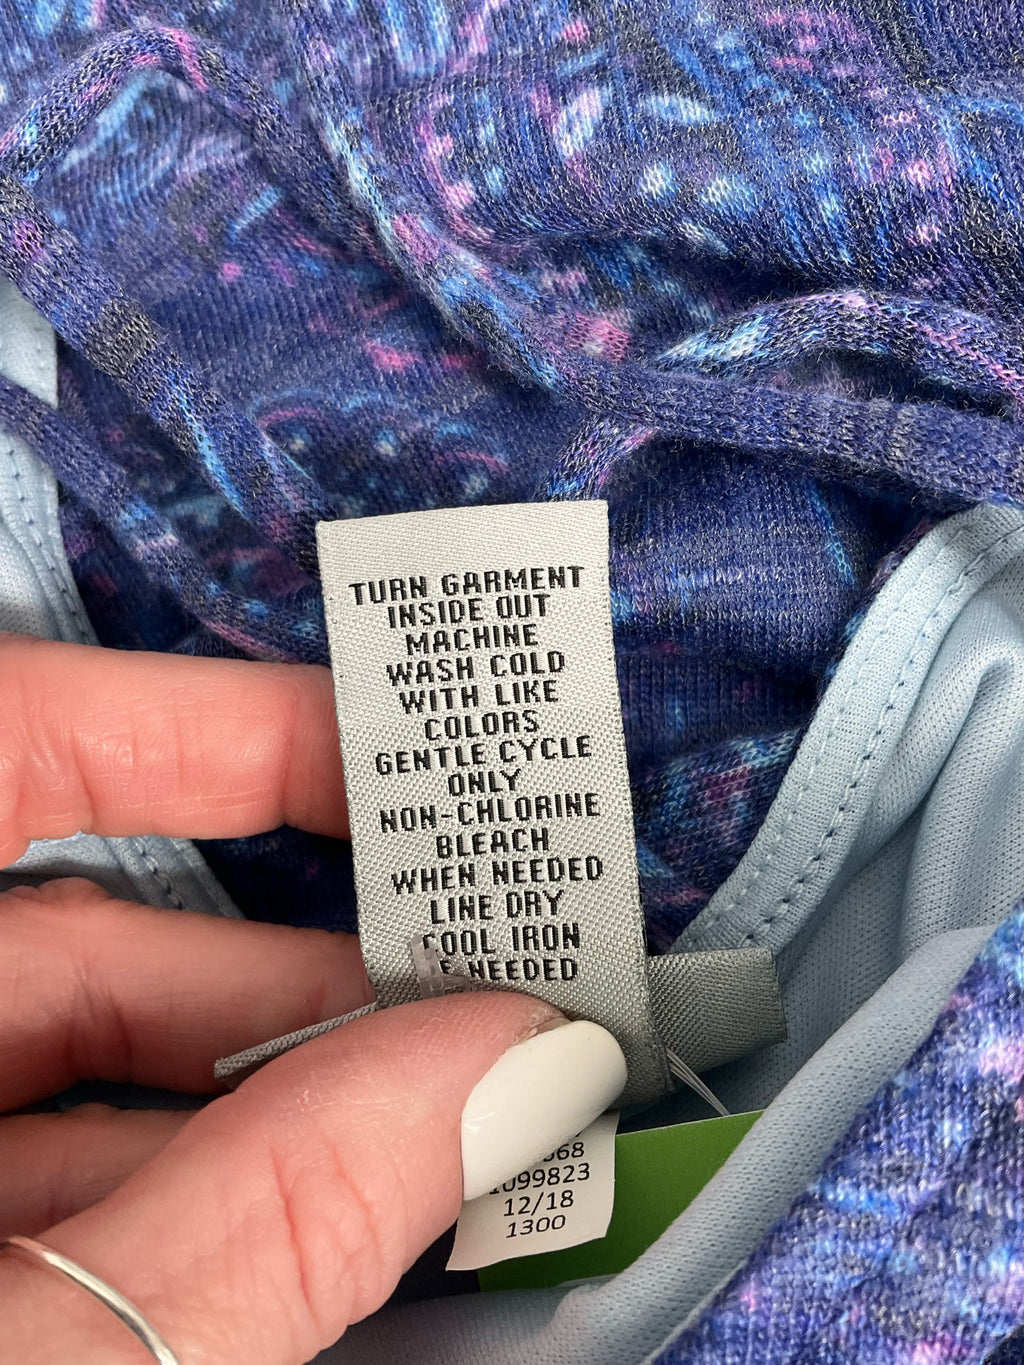 TURN GARMENT
INSIDE OUT
MACHINE
WASH COLD
WITH LIKE
COLORS
GENTLE CYCLE
ONLY
NON-CHLORINE
BLEACH
WHEN NEEDED
LINE DRY
COOL IRON
NEEDED
1099823
12/18
1300